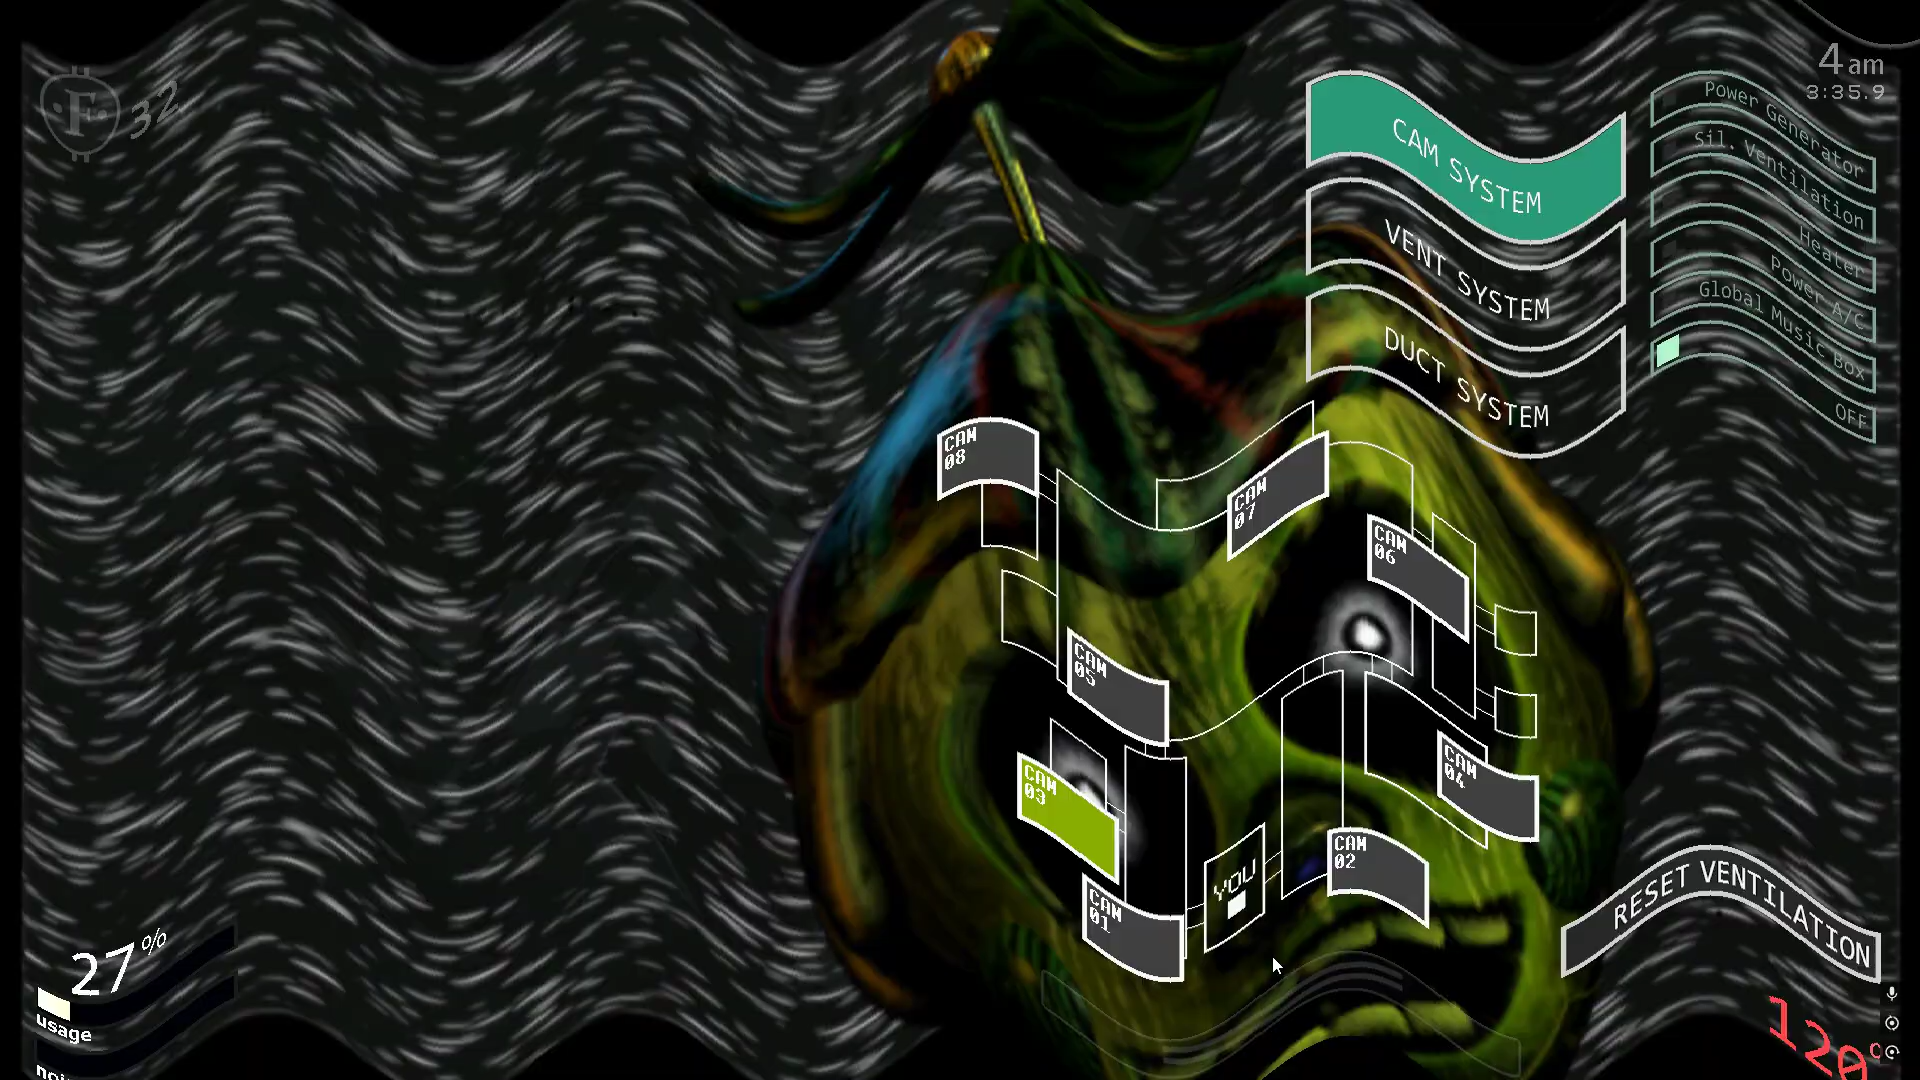 F 32
4 am
3:35.9
CAM SYSTEM
VENT SYSTEM
DUCT SYSTEM
Power Generator
Sil. Ventilation
Heater
Power A/C
Global Music Box
OFF
CAM
08
CAM
07
CAM
06
CAM
05
CAM
03
CAM
04
CAM
02
CAM
01
YOU
RESET VENTILATION
27%
usage
120°